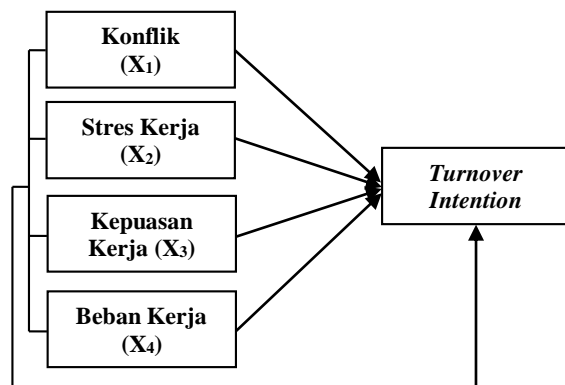 Konflik
(X₁)
Stres Kerja
(X₂)
Kepuasan
Kerja (X₃)
Beban Kerja
(X₄)
Turnover
Intention